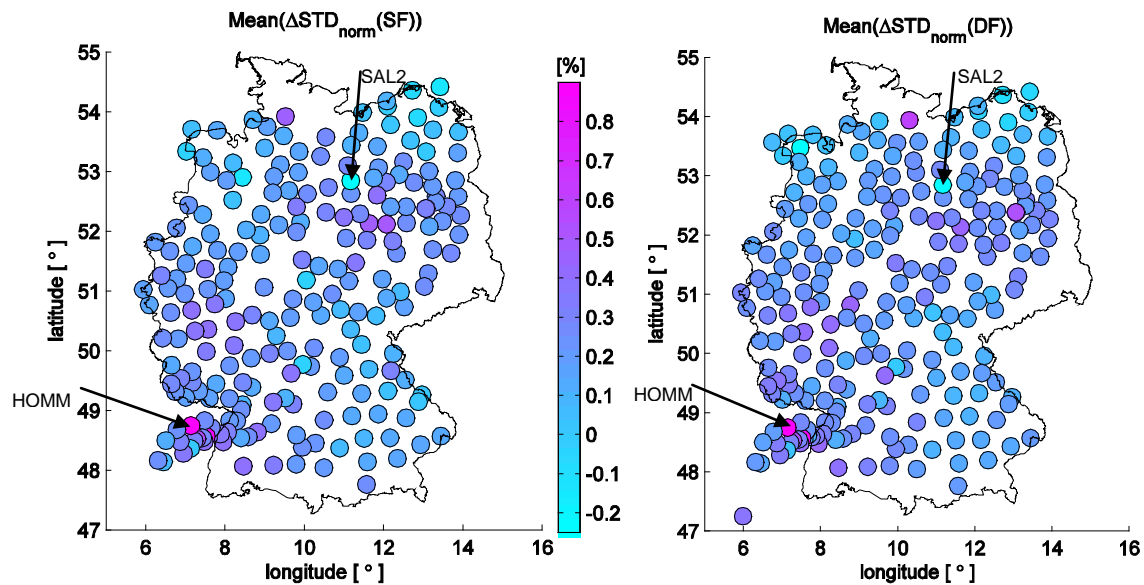 Mean(ΔSTD_norm(SF))
55
54
53
52
51
50
49
48
47
latitude [ ° ]
6 8 10 12 14 16
longitude [ ° ]
SAL2
HOMM
[%]
0.8
0.7
0.6
0.5
0.4
0.3
0.2
0.1
0
-0.1
-0.2
Mean(ΔSTD_norm(DF))
55
54
53
52
51
50
49
48
47
latitude [ ° ]
6 8 10 12 14 16
longitude [ ° ]
SAL2
HOMM